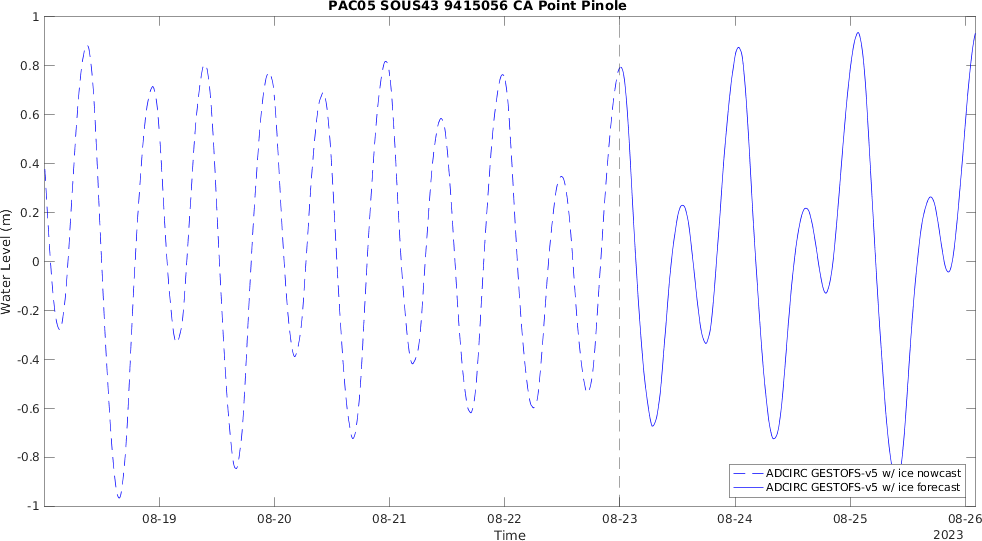 PAC05 SOUS43 9415056 CA Point Pinole
1
0.8
0.6
0.4
0.2
0
-0.2
-0.4
-0.6
-0.8
-1
Water Level (m)
ADCIRC GESTOFS-v5 w/ ice nowcast
ADCIRC GESTOFS-v5 w/ ice forecast
08-19 08-20 08-21 08-22 08-23 08-24 08-25 08-26
Time
2023